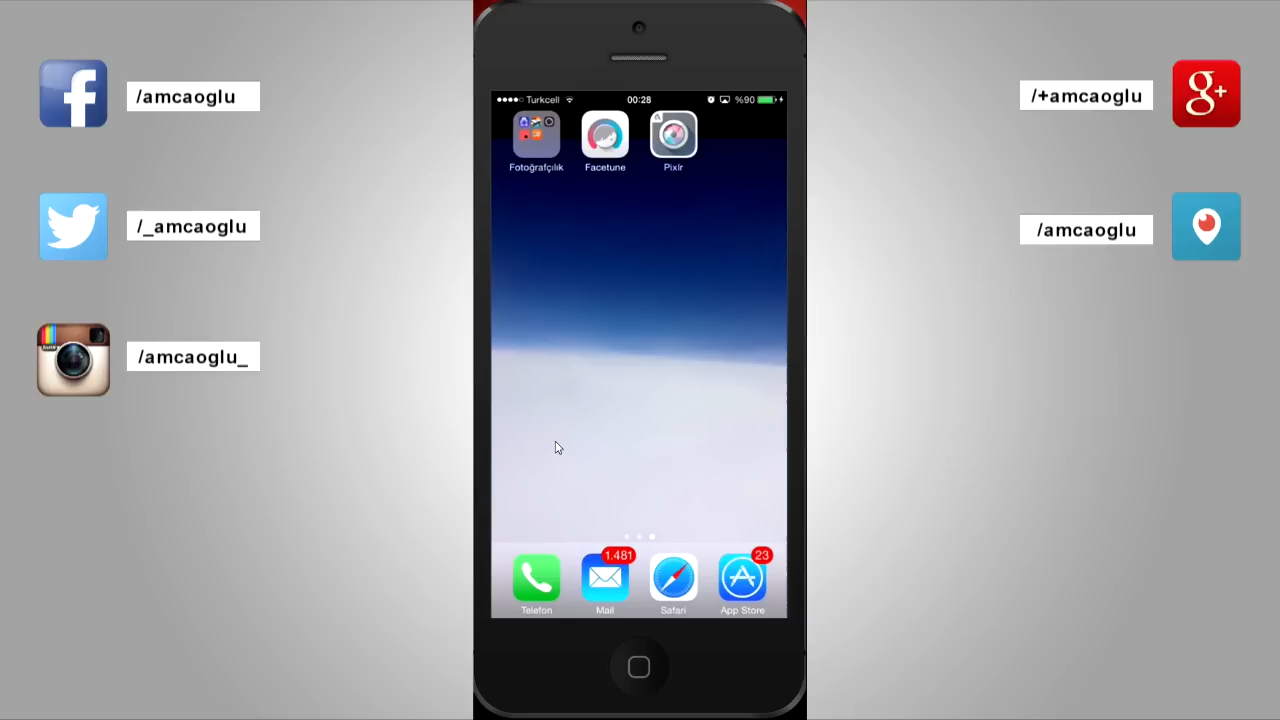 /amcaoglu
/_amcaoglu
/amcaoglu_
●●●●○ Turkcell 00:28 %90
Fotoğrafçılık Facetune Pixlr
1.481 23
Telefon Mail Safari App Store
g+ /+amcaoglu
/amcaoglu